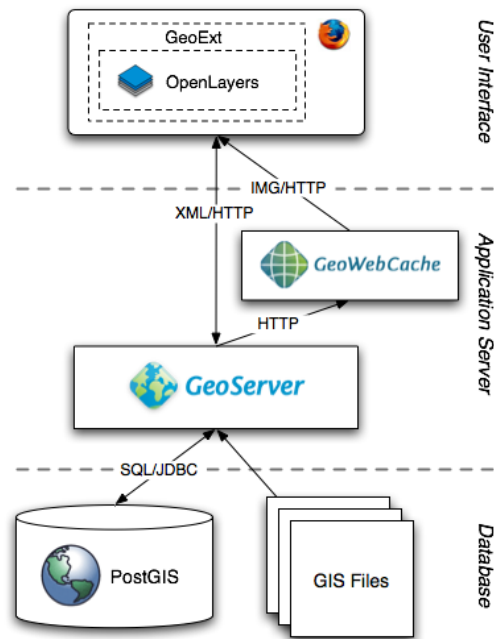 GeoExt
OpenLayers
User Interface
IMG/HTTP
XML/HTTP
GeoWebCache
HTTP
Application Server
GeoServer
SQL/JDBC
PostGIS
GIS Files
Database